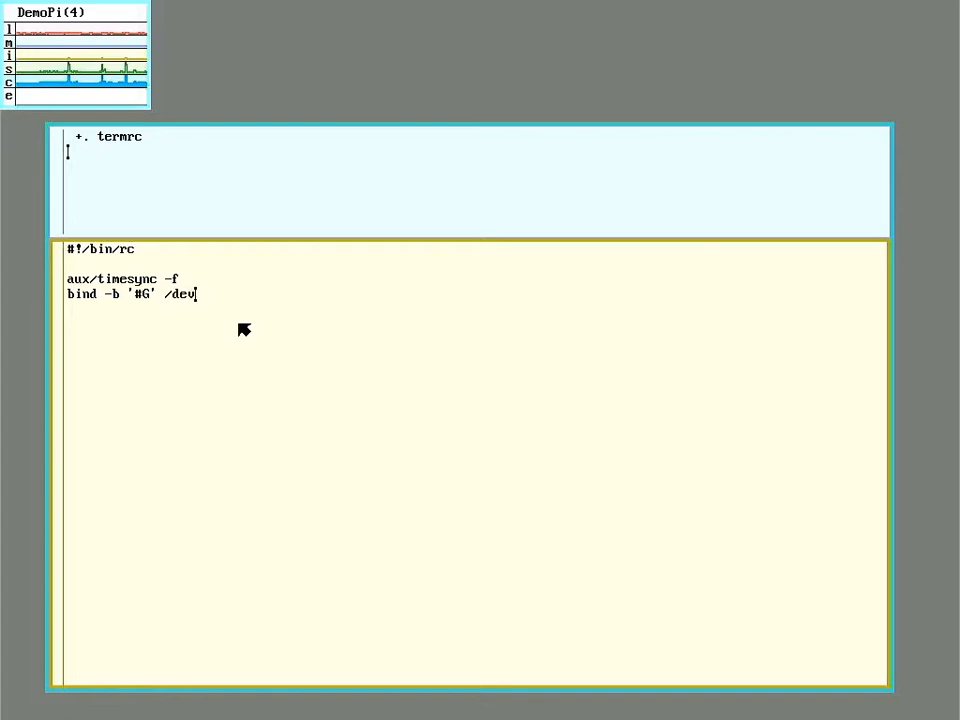 DemoPi(4)
l
m
i
s
c
e
+. termrc
#!/bin/rc
aux/timesync -f
bind -b '#G' /dev